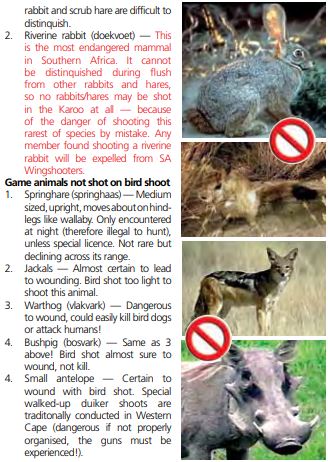 rabbit and scrub hare are difficult to
distinquish.
2. Riverine rabbit (doekvoet) — This
is the most endangered mammal
in Southern Africa. It cannot
be distinquished during flush
from other rabbits and hares,
so no rabbits/hares may be shot
in the Karoo at all — because
of the danger of shooting this
rarest of species by mistake. Any
member found shooting a riverine
rabbit will be expelled from SA
Wingshooters.
Game animals not shot on bird shoot
1. Springhare (springhaas) — Medium
sized, upright, moves about on hind-
legs like wallaby. Only encountered
at night (therefore illegal to hunt),
unless special licence. Not rare but
declining across its range.
2. Jackals — Almost certain to lead
to wounding. Bird shot too light to
shoot this animal.
3. Warthog (vlakvark) — Dangerous
to wound, could easily kill bird dogs
or attack humans!
4. Bushpig (bosvark) — Same as 3
above! Bird shot almost sure to
wound, not kill.
4. Small antelope — Certain to
wound with bird shot. Special
walked-up duiker shoots are
traditonally conducted in Western
Cape (dangerous if not properly
organised, the guns must be
experienced!).